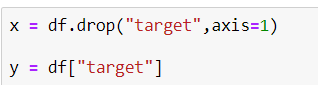 x = df.drop("target",axis=1)
y = df["target"]